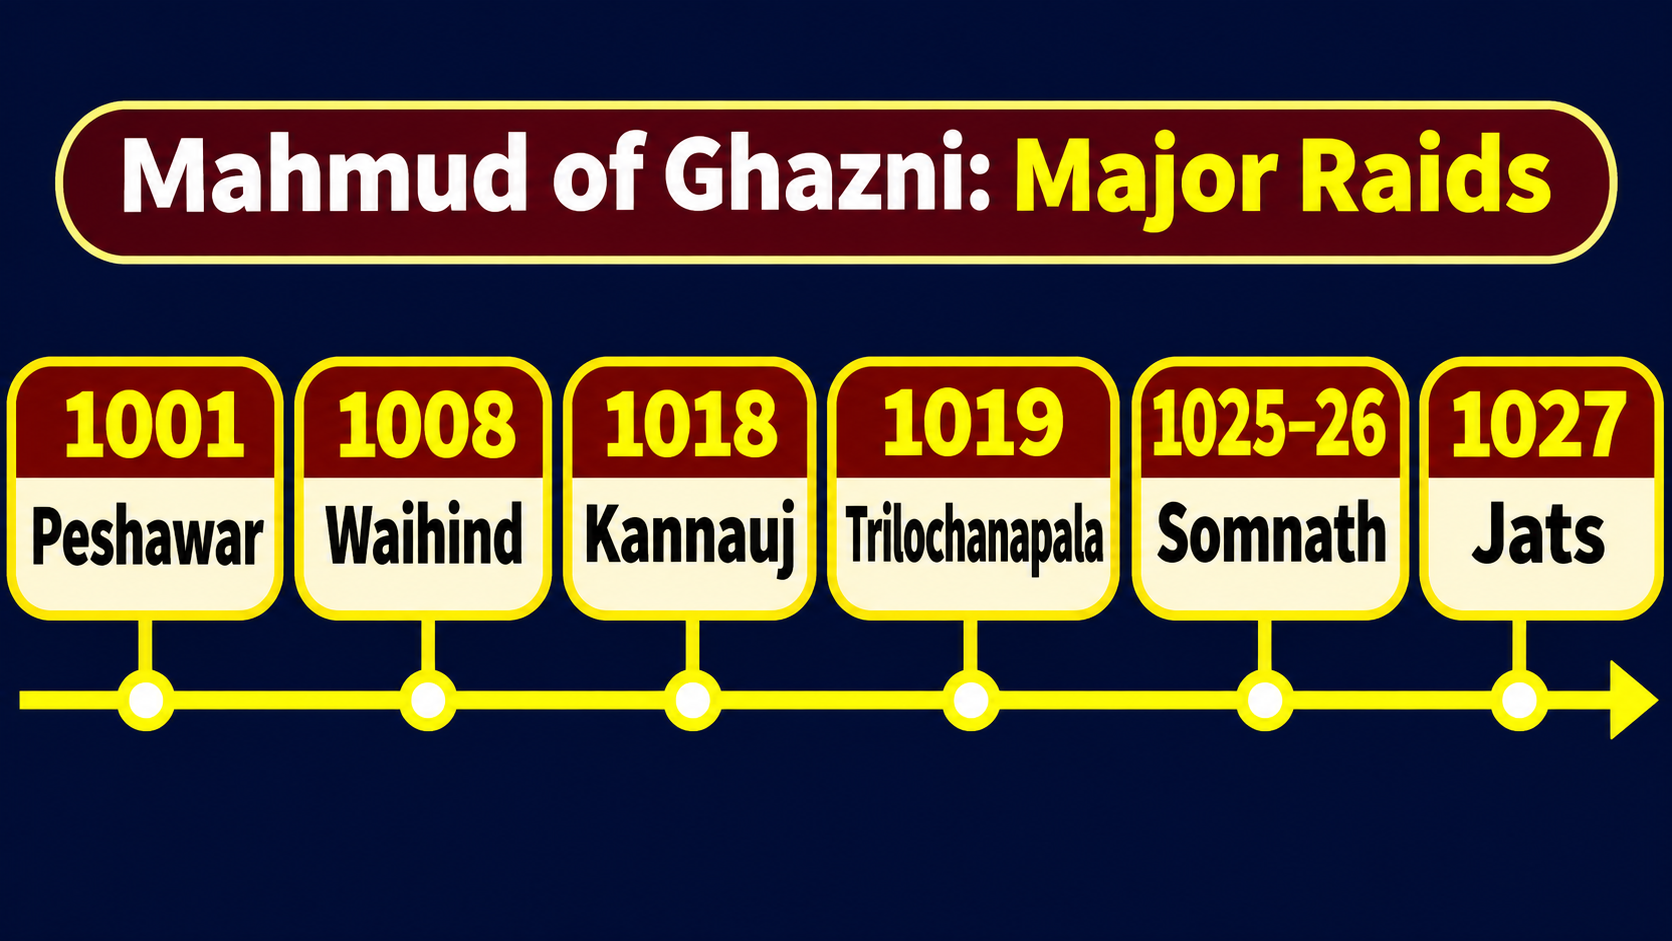 Mahmud of Ghazni: Major Raids
1001
Peshawar
1008
Waihind
1018
Kannauj
1019
Trilochanapala
1025–26
Somnath
1027
Jats